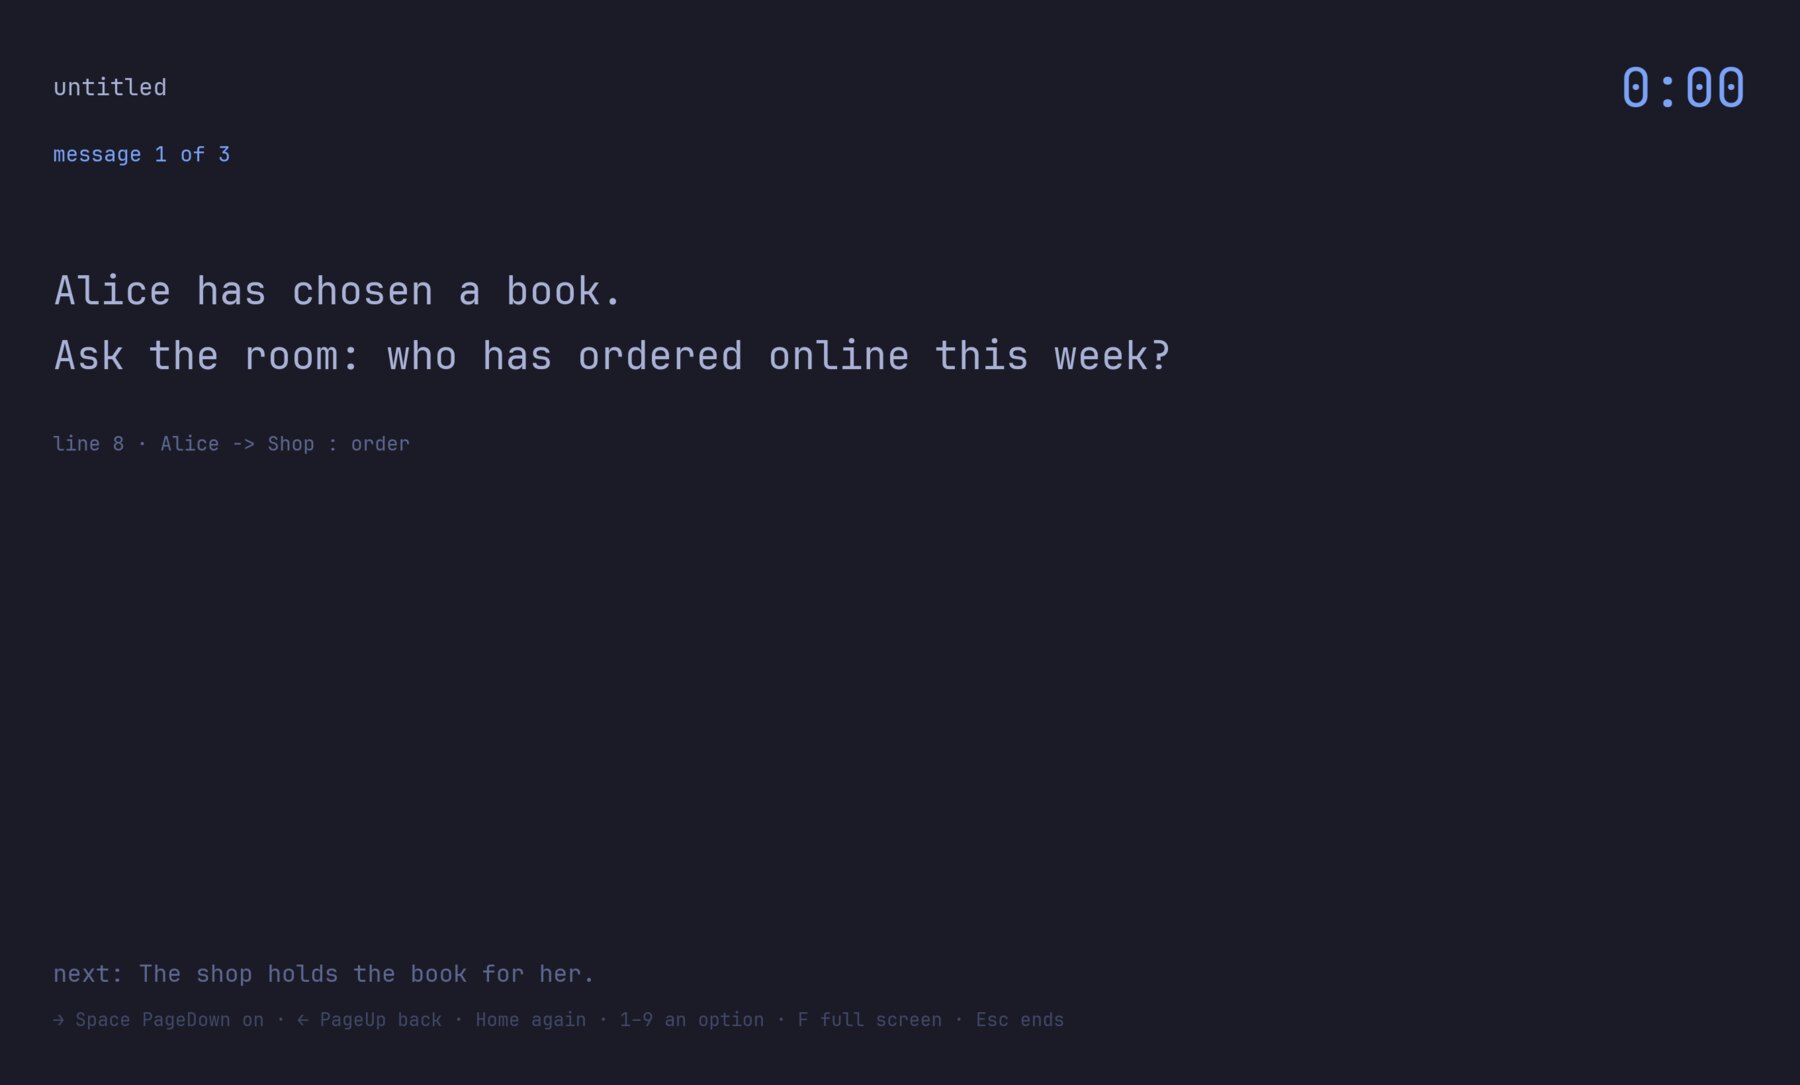 untitled
0:00
message 1 of 3
Alice has chosen a book.
Ask the room: who has ordered online this week?
line 8 · Alice -> Shop : order
next: The shop holds the book for her.
→ Space PageDown on · ← PageUp back · Home again · 1–9 an option · F full screen · Esc ends